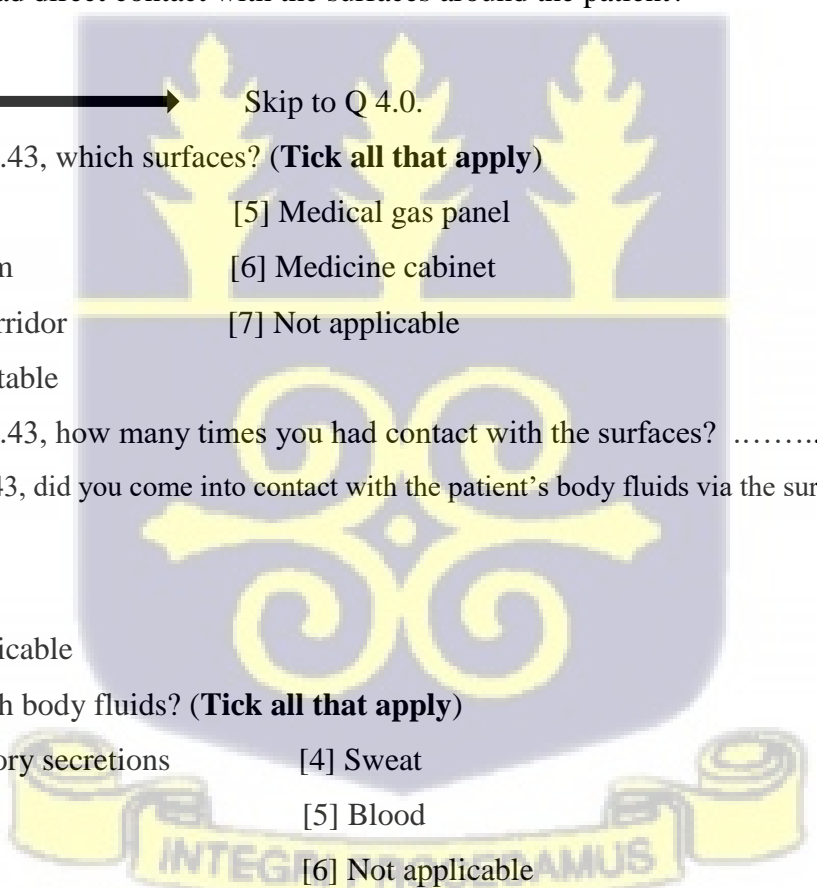 ad direct contact with the surfaces around the patient?
Skip to Q 4.0.
.43, which surfaces? (Tick all that apply)
[5] Medical gas panel
[6] Medicine cabinet
rridor [7] Not applicable
table
.43, how many times you had contact with the surfaces? ……..
43, did you come into contact with the patient’s body fluids via the sur
icable
h body fluids? (Tick all that apply)
ory secretions [4] Sweat
[5] Blood
[6] Not applicable
INTEGRI PROCEDAMUS